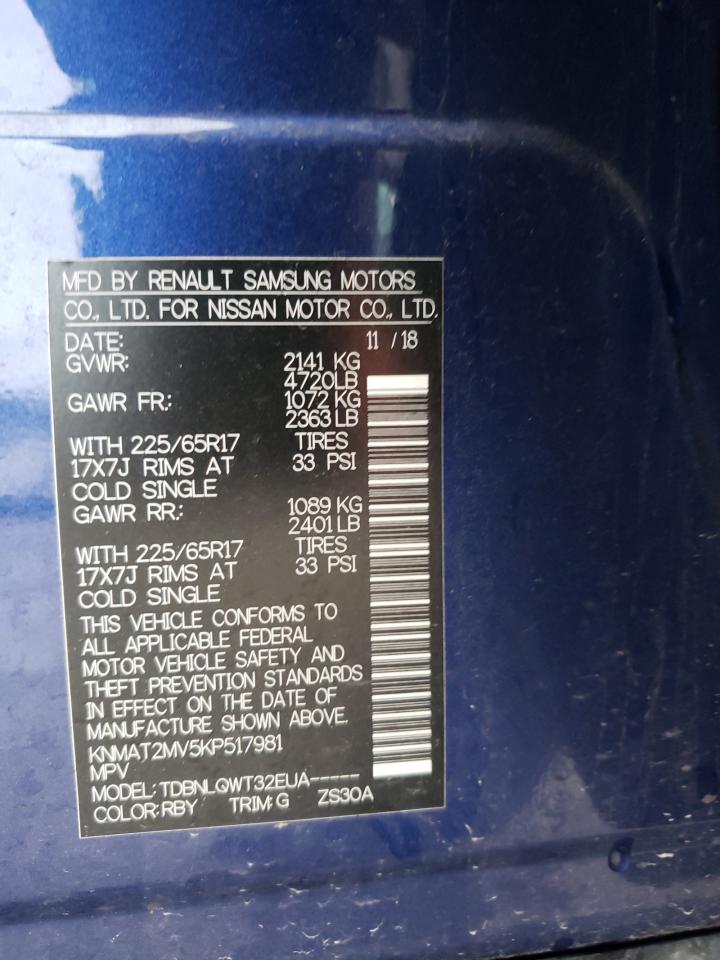 MFD BY RENAULT SAMSUNG MOTORS
CO., LTD. FOR NISSAN MOTOR CO., LTD.
DATE: 11 / 18
GVWR: 2141 KG
4720LB
GAWR FR.: 1072 KG
2363 LB
WITH 225/65R17 TIRES
17X7J RIMS AT 33 PSI
COLD SINGLE
GAWR RR.: 1089 KG
2401 LB
WITH 225/65R17 TIRES
17X7J RIMS AT 33 PSI
COLD SINGLE
THIS VEHICLE CONFORMS TO
ALL APPLICABLE FEDERAL
MOTOR VEHICLE SAFETY AND
THEFT PREVENTION STANDARDS
IN EFFECT ON THE DATE OF
MANUFACTURE SHOWN ABOVE.
KNMAT2MV5KP517981
MPV
MODEL: TDBNLQWT32EUA-----
COLOR: RBY TRIM: G ZS30A